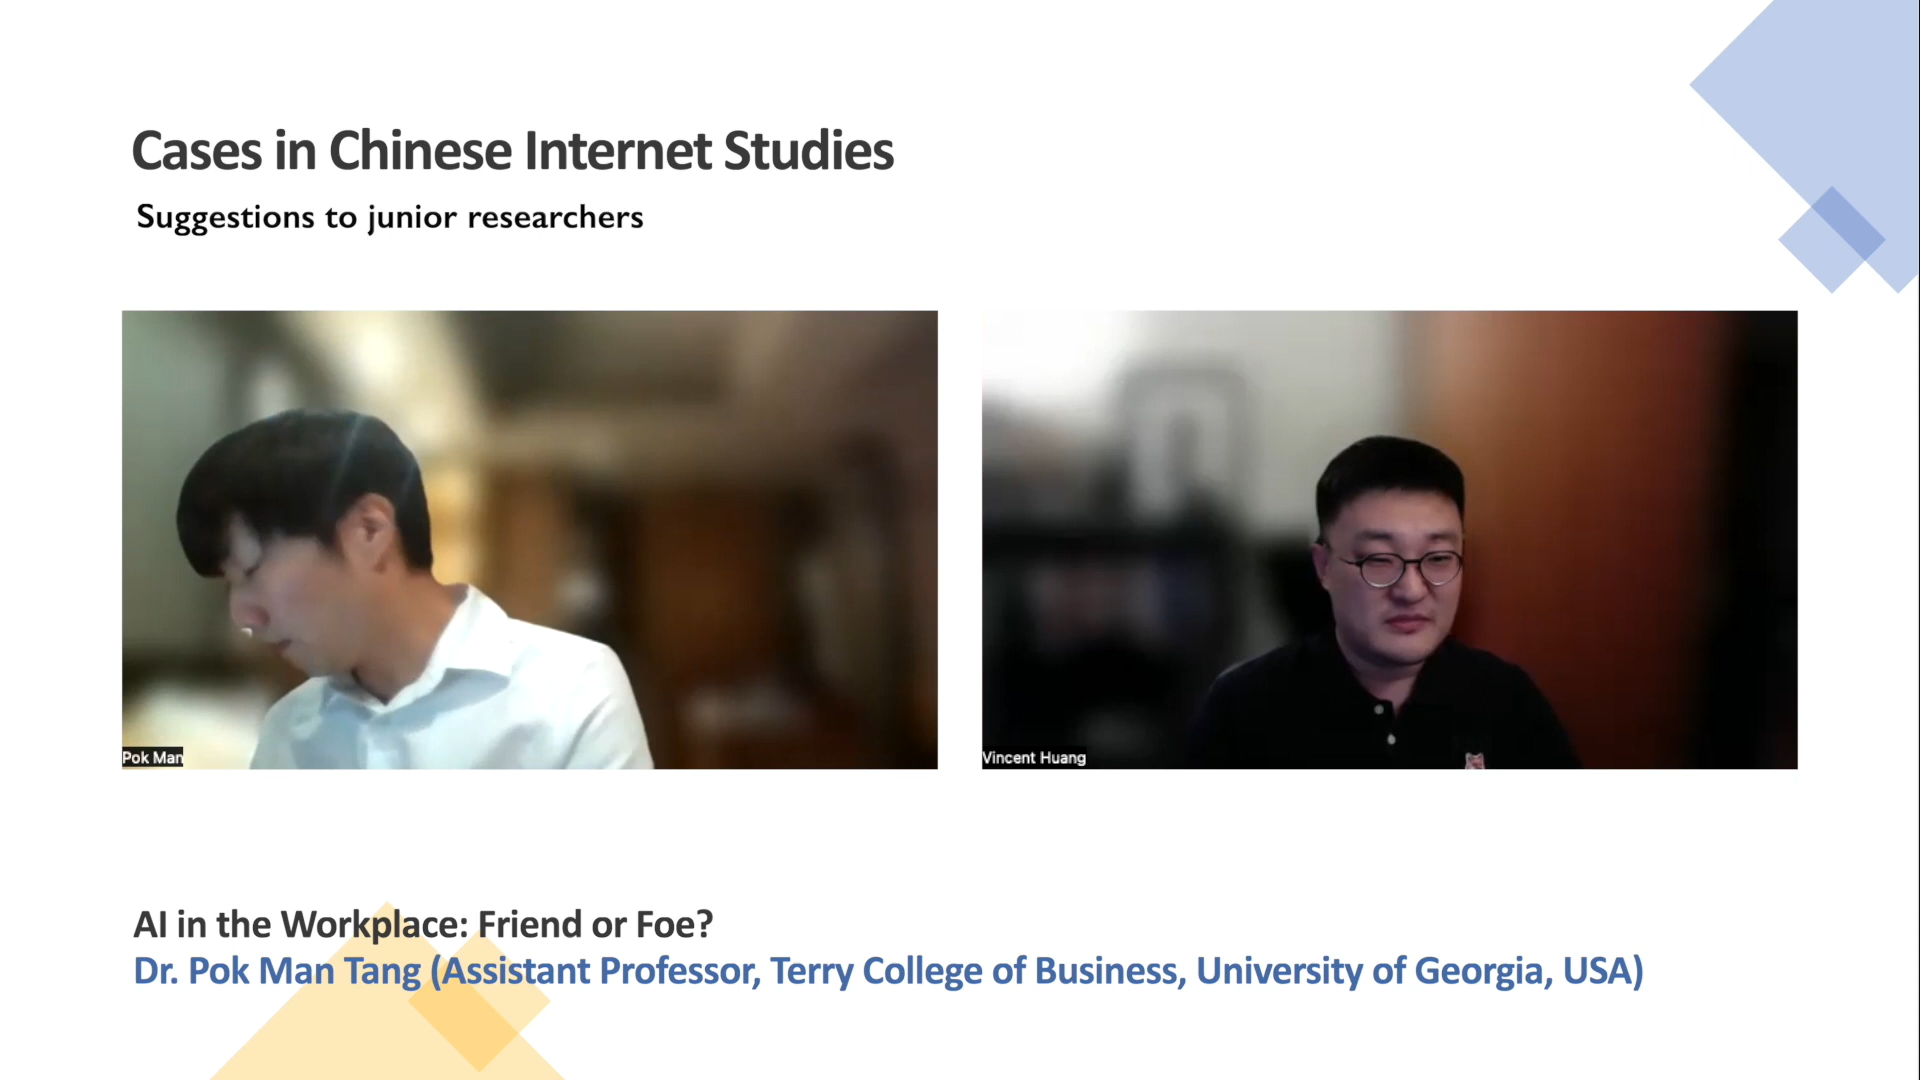 Cases in Chinese Internet Studies
Suggestions to junior researchers
Pok Man
Vincent Huang
AI in the Workplace: Friend or Foe?
Dr. Pok Man Tang (Assistant Professor, Terry College of Business, University of Georgia, USA)